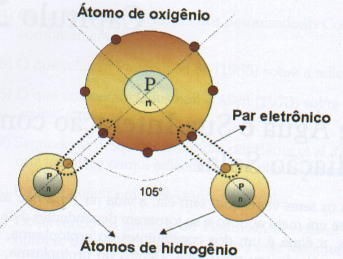 Átomo de oxigênio
P
n
Par eletrônico
P
n
105°
P
n
Átomos de hidrogênio